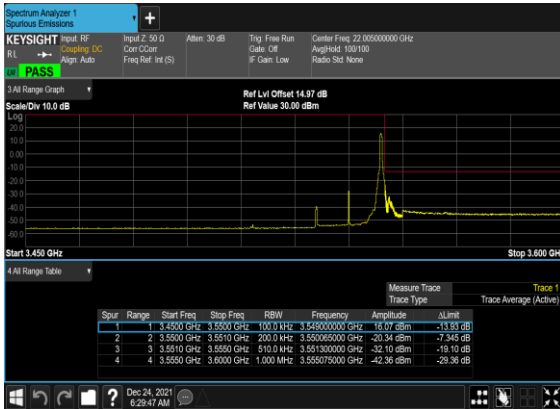 Spectrum Analyzer 1
Spurious Emissions
KEYSIGHT Input: RF Input Z: 50 Ω Atten: 30 dB Trig: Free Run Center Freq: 22.005000000 GHz
RL Coupling: DC Corr CCorr Gate: Off Avg|Hold: 100/100
Align: Auto Freq Ref: Int (S) IF Gain: Low Radio Std: None
LXI PASS
3 All Range Graph Ref Lvl Offset 14.97 dB
Scale/Div 10.0 dB Ref Value 30.00 dBm
Log
20.0
10.0
0.00
-10.0
-20.0
-30.0
-40.0
-50.0
-60.0
Start 3.450 GHz Stop 3.600 GH
4 All Range Table
Measure Trace Trace 1
Trace Type Trace Average (Active)
Spur Range Start Freq Stop Freq RBW Frequency Amplitude ΔLimit
1 1 3.4500 GHz 3.5500 GHz 100.0 kHz 3.549000000 GHz 16.07 dBm -13.93 dB
2 2 3.5500 GHz 3.5510 GHz 200.0 kHz 3.550065000 GHz -20.34 dBm -7.345 dB
3 3 3.5510 GHz 3.5550 GHz 510.0 kHz 3.551300000 GHz -32.10 dBm -19.10 dB
4 4 3.5550 GHz 3.6000 GHz 1.000 MHz 3.555075000 GHz -42.36 dBm -29.36 dB
? Dec 24, 2021
6:29:47 AM